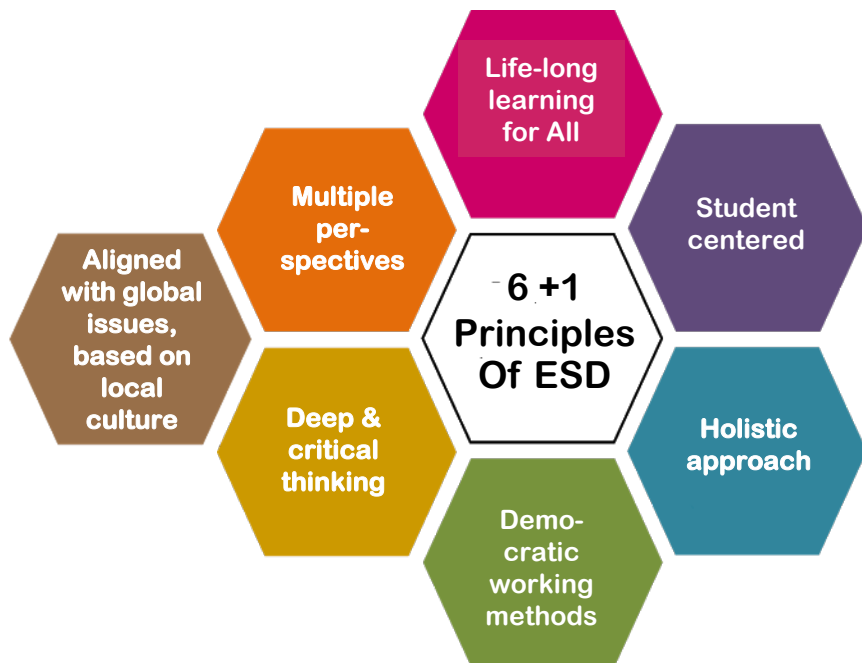 Life-long
learning
for All
Student
centered
Holistic
approach
Demo-
cratic
working
methods
Deep &
critical
thinking
Aligned
with global
issues,
based on
local
culture
Multiple
per-
spectives
6 +1
Principles
Of ESD